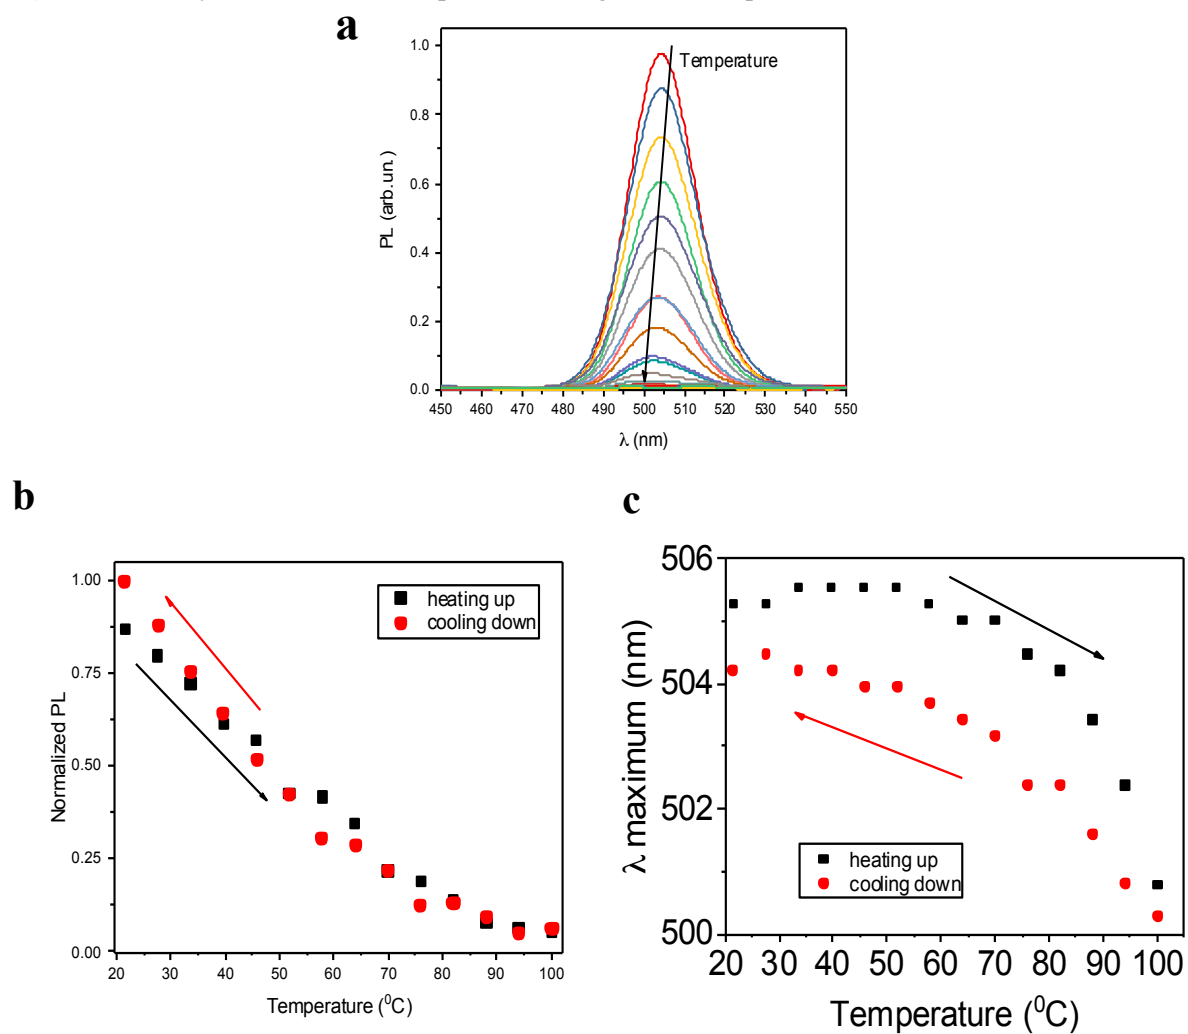 a
1.0
0.8
0.6
0.4
0.2
0.0
PL (arb.un.)
Temperature
450 460 470 480 490 500 510 520 530 540 550
λ (nm)
b
1.00
0.75
0.50
0.25
0.00
Normalized PL
heating up
cooling down
20 30 40 50 60 70 80 90 100
Temperature (⁰C)
c
506
504
502
500
λ maximum (nm)
heating up
cooling down
20 30 40 50 60 70 80 90 100
Temperature (⁰C)